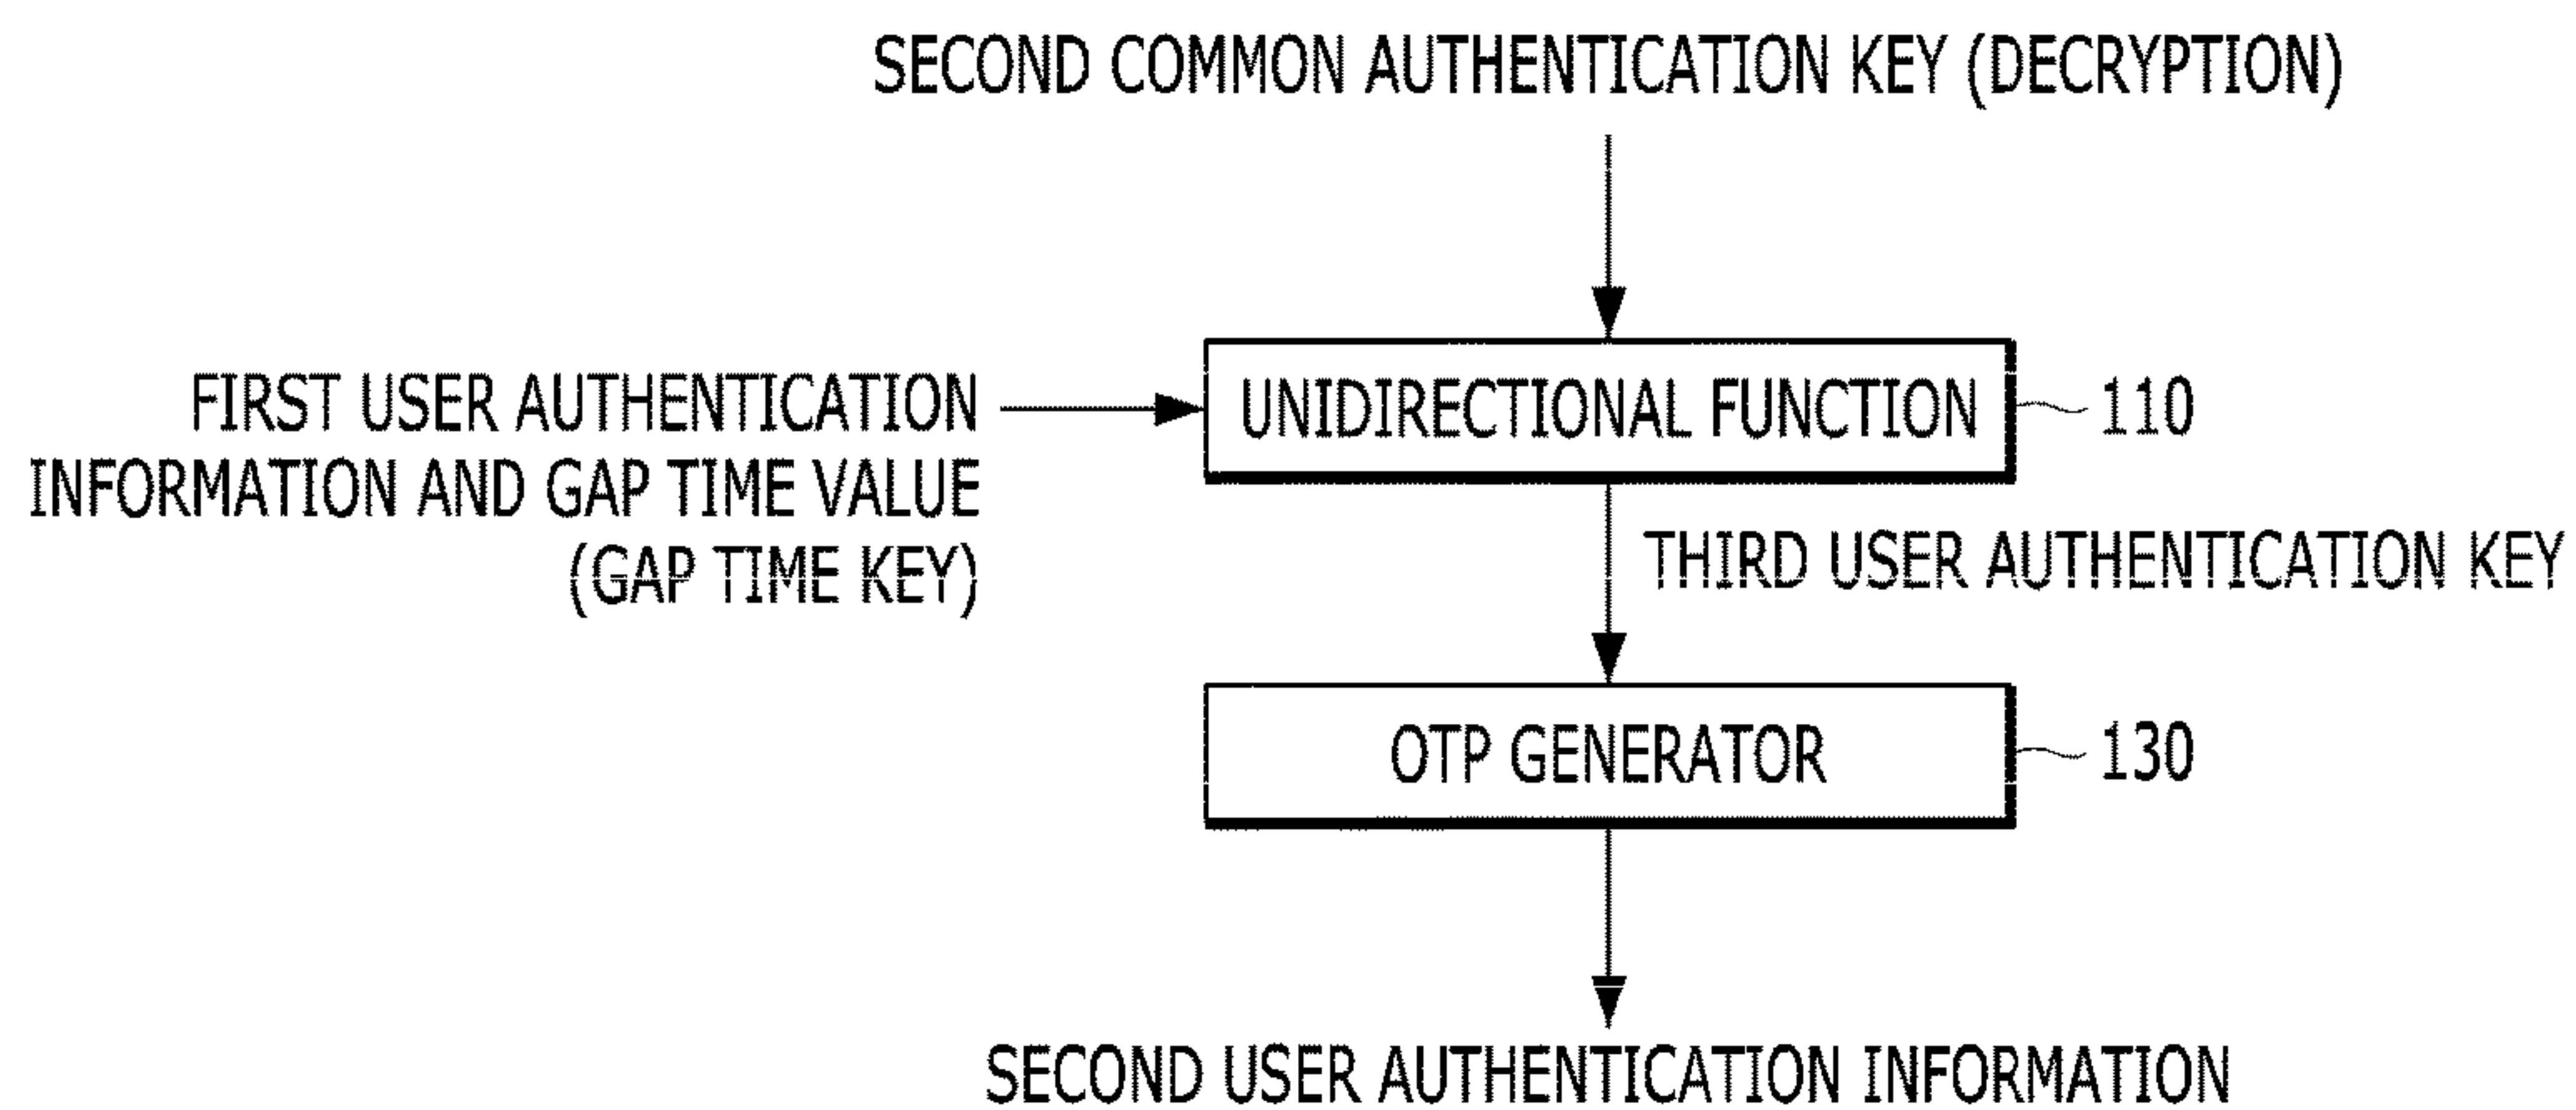 SECOND COMMON AUTHENTICATION KEY (DECRYPTION)
FIRST USER AUTHENTICATION
INFORMATION AND GAP TIME VALUE
(GAP TIME KEY)
UNIDIRECTIONAL FUNCTION
110
THIRD USER AUTHENTICATION KEY
OTP GENERATOR
130
SECOND USER AUTHENTICATION INFORMATION